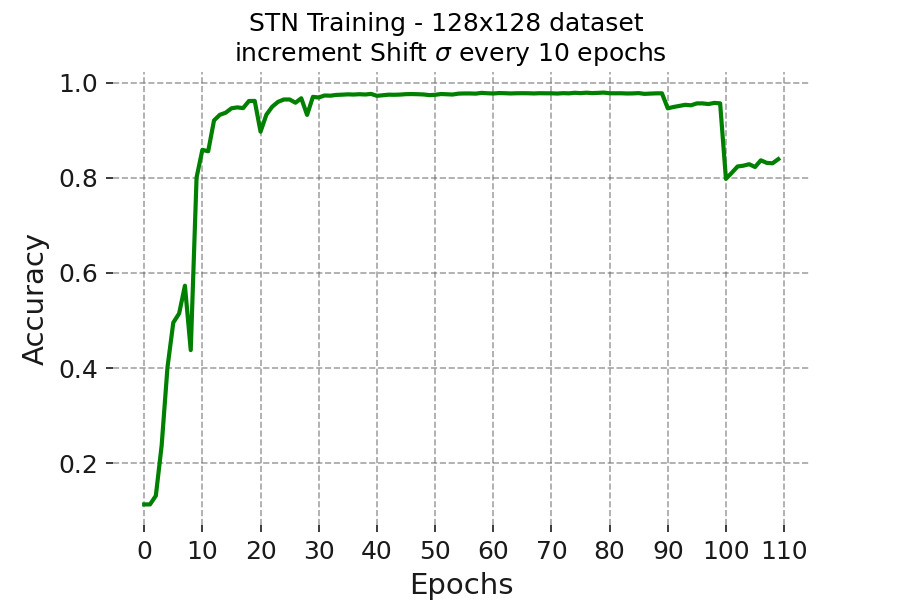 STN Training - 128x128 dataset
increment Shift σ every 10 epochs
1.0
0.8
0.6
0.4
0.2
Accuracy
0 10 20 30 40 50 60 70 80 90 100 110
Epochs